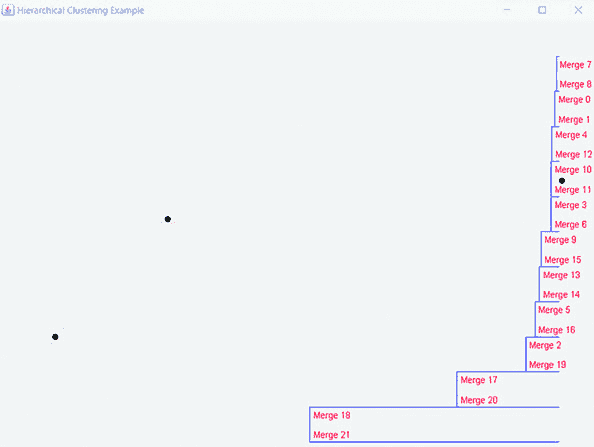 Hierarchical Clustering Example
Merge 7
Merge 8
Merge 0
Merge 1
Merge 4
Merge 12
Merge 10
Merge 11
Merge 3
Merge 6
Merge 9
Merge 15
Merge 13
Merge 14
Merge 5
Merge 16
Merge 2
Merge 19
Merge 17
Merge 20
Merge 18
Merge 21